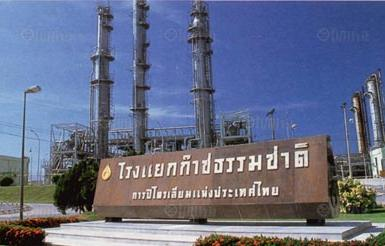 โรงแยกก๊าซธรรมชาติ
การปิโตรเลียมแห่งประเทศไทย